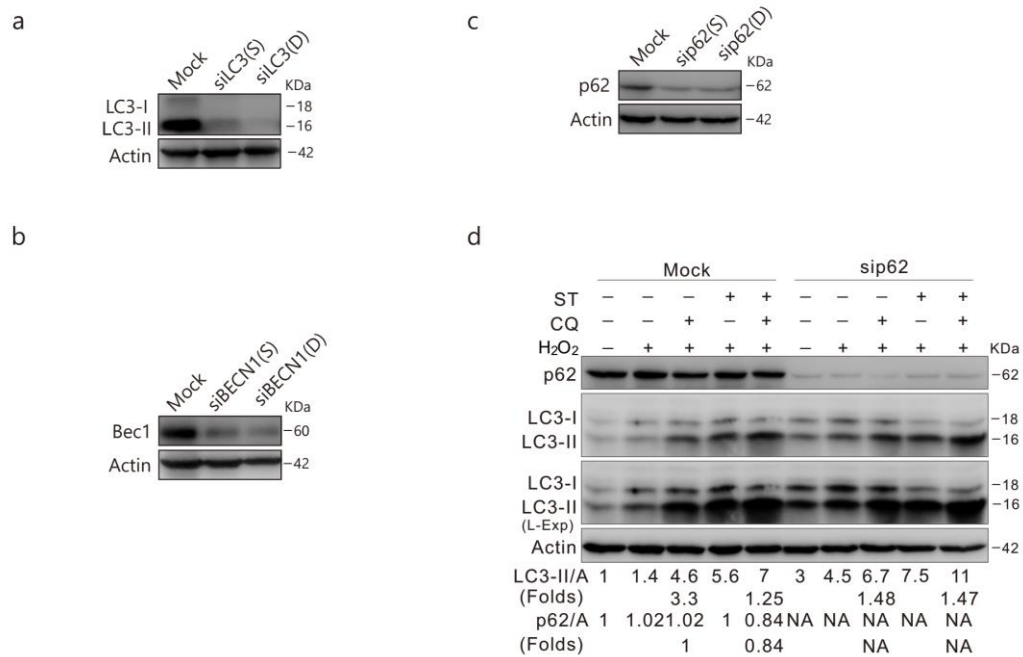 a
Mock siLC3(S) siLC3(D)
KDa
LC3-I
LC3-II
-18
-16
Actin -42
b
Mock siBECN1(S) siBECN1(D)
KDa
Bec1 -60
Actin -42
c
Mock sip62(S) sip62(D)
KDa
p62 -62
Actin -42
d
Mock sip62
ST - - - + + - - - + +
CQ - - + - + - - + - +
H₂O₂ - + + + + - + + + + KDa
p62 -62
LC3-I -18
LC3-II -16
LC3-I -18
LC3-II -16
(L-Exp)
Actin -42
LC3-II/A 1 1.4 4.6 5.6 7 3 4.5 6.7 7.5 11
(Folds) 3.3 1.25 1.48 1.47
p62/A 1 1.021.02 1 0.84 NA NA NA NA NA
(Folds) 1 0.84 NA NA